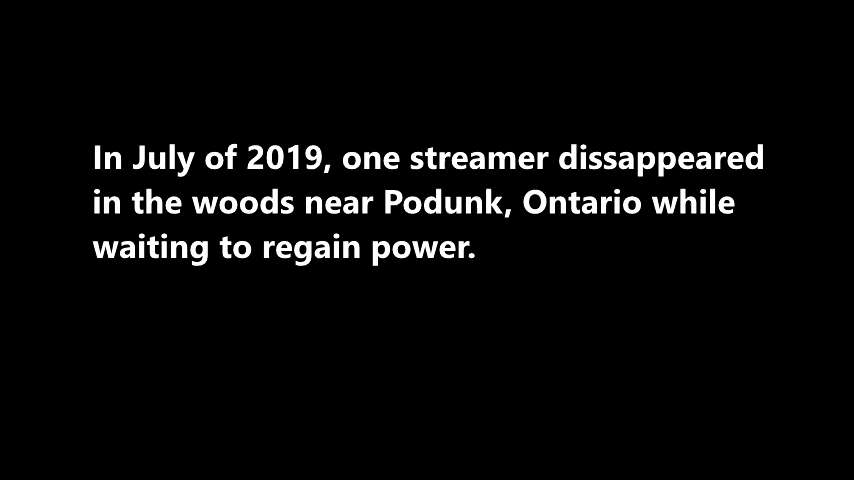 In July of 2019, one streamer dissappeared
in the woods near Podunk, Ontario while
waiting to regain power.